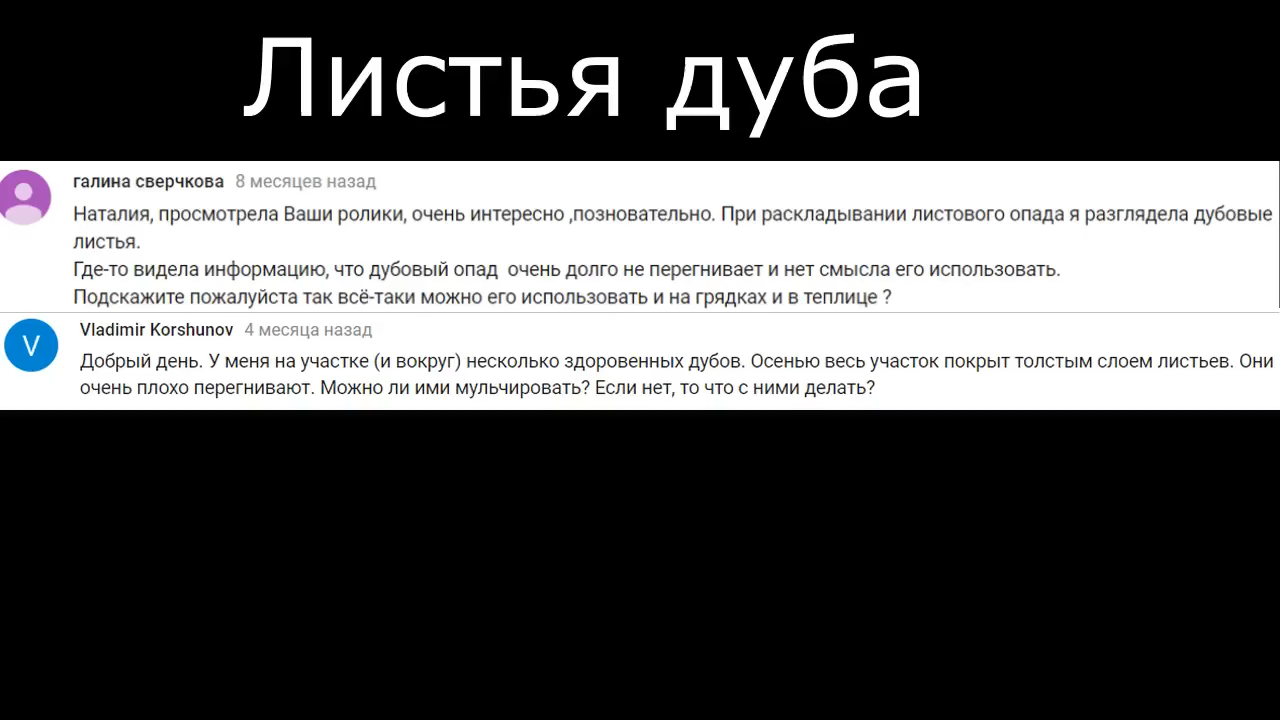 Листья дуба
галина сверчкова 8 месяцев назад
Наталия, просмотрела Ваши ролики, очень интересно ,позновательно. При раскладывании листового опада я разглядела дубовые
листья.
Где-то видела информацию, что дубовый опад очень долго не перегнивает и нет смысла его использовать.
Подскажите пожалуйста так всё-таки можно его использовать и на грядках и в теплице ?
V
Vladimir Korshunov 4 месяца назад
Добрый день. У меня на участке (и вокруг) несколько здоровенных дубов. Осенью весь участок покрыт толстым слоем листьев. Они
очень плохо перегнивают. Можно ли ими мульчировать? Если нет, то что с ними делать?